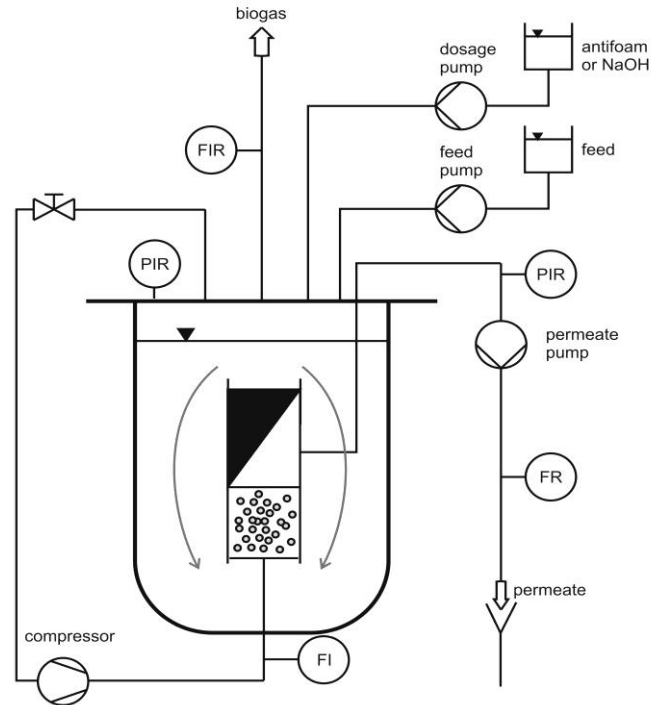 biogas
dosage
pump
antifoam
or NaOH
FIR
feed
pump
feed
PIR
PIR
permeate
pump
FR
permeate
compressor
FI